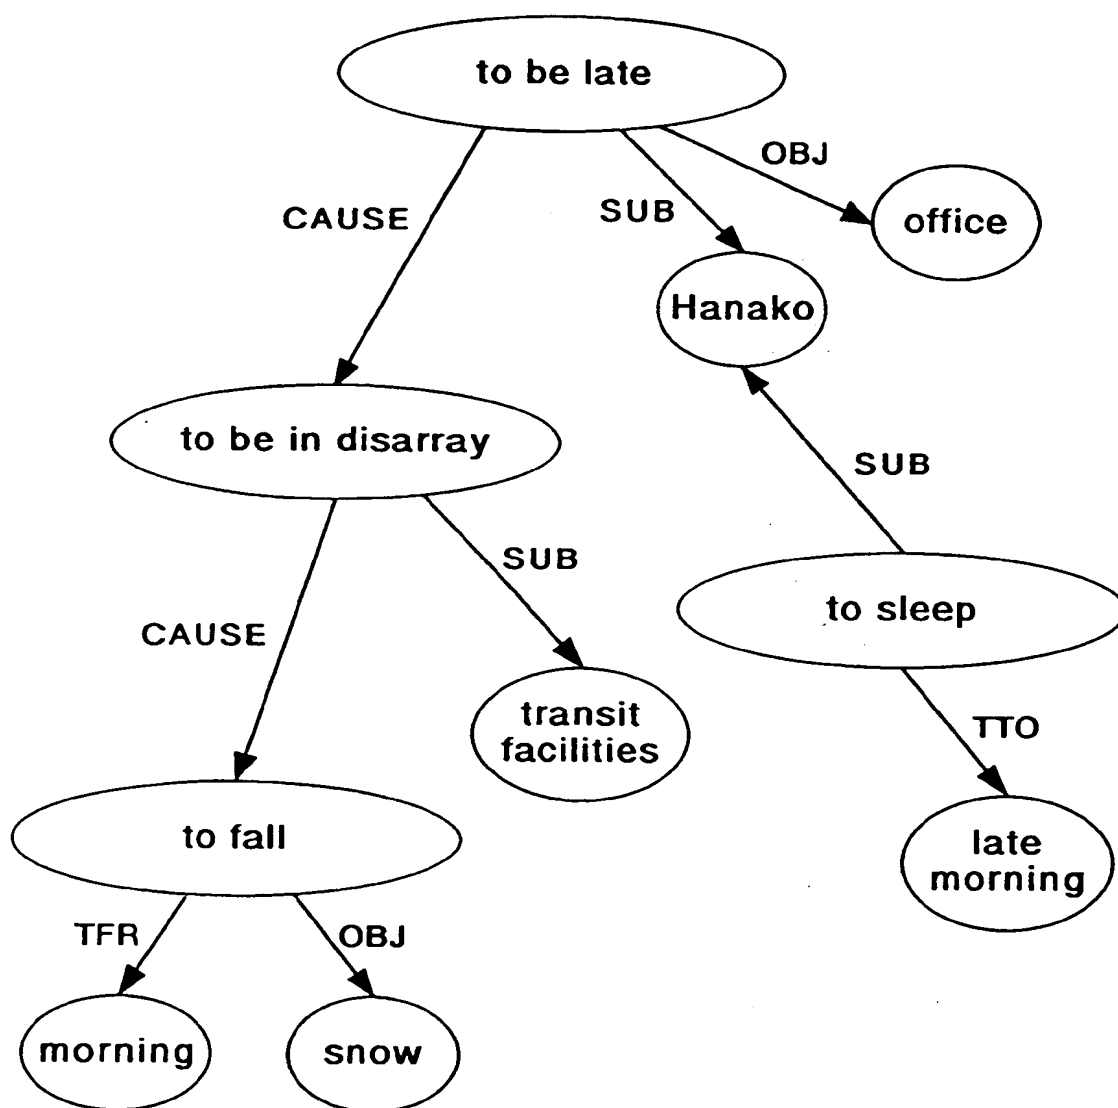 to be late
OBJ
CAUSE
SUB
office
Hanako
to be in disarray
SUB
SUB
to sleep
CAUSE
transit
facilities
TTO
to fall
late
morning
TFR
OBJ
morning
snow